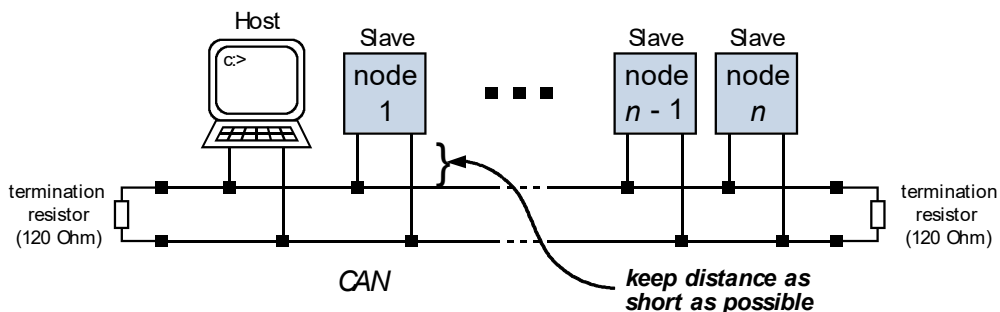 Host
c:>
Slave
node
1
Slave
node
n - 1
Slave
node
n
termination
resistor
(120 Ohm)
termination
resistor
(120 Ohm)
CAN
keep distance as
short as possible